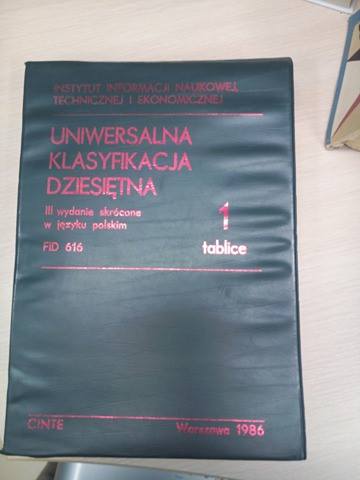 INSTYTUT INFORMACJI NAUKOWEJ,
TECHNICZNEJ I EKONOMICZNEJ
UNIWERSALNA
KLASYFIKACJA
DZIESIĘTNA
III wydanie skrócone
w języku polskim
FID 616
1
tablice
CINTE
Warszawa 1986